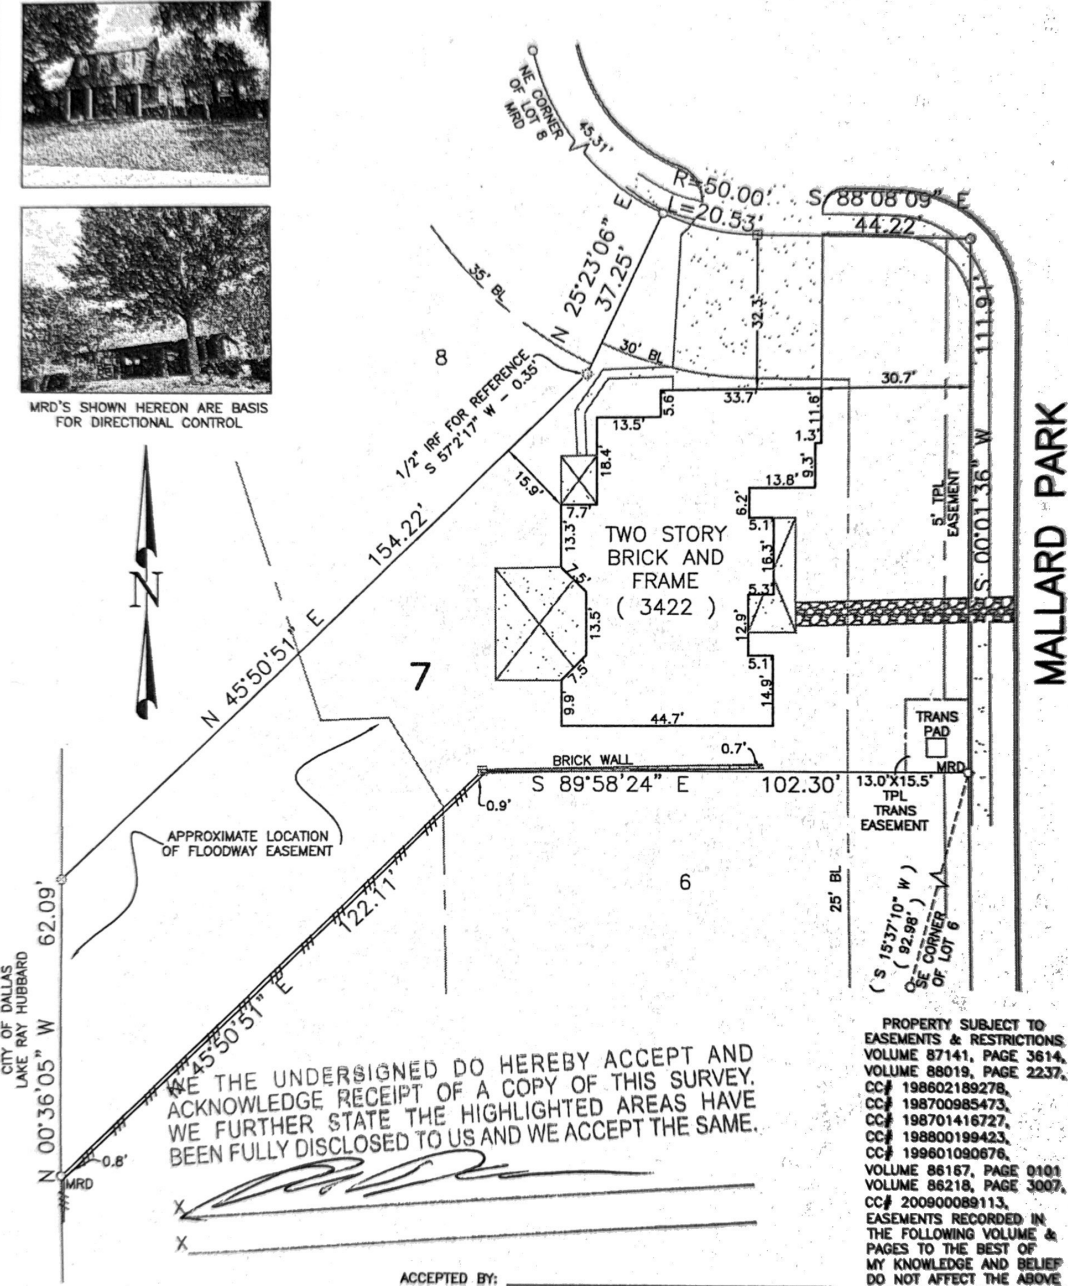 MRD'S SHOWN HEREON ARE BASIS
FOR DIRECTIONAL CONTROL
N
NE CORNER
OF LOT 8
MRD
45.31'
R=50.00'
L=20.53'
S 88°08'09" E
44.22'
N 25°23'06" E
37.25'
35' BL
30' BL
8
1/2" IRF FOR REFERENCE
S 57°2'17" W - 0.35'
32.3'
111.91'
S 00°01'36" W
30.7'
33.7'
5.6'
11.6'
13.5'
1.3'
18.4'
9.3'
13.8'
15.9'
7.7'
6.2'
5.1'
13.3'
16.3'
TWO STORY
BRICK AND
FRAME
( 3422 )
7.5'
5.3'
13.5'
12.9'
7.5'
5.1'
9.9'
14.9'
44.7'
5' TPL
EASEMENT
MALLARD PARK
154.22'
N 45°50'51" E
7
TRANS
PAD
MRD
BRICK WALL
0.7'
S 89°58'24" E
102.30'
13.0'X15.5'
TPL
TRANS
EASEMENT
0.9'
APPROXIMATE LOCATION
OF FLOODWAY EASEMENT
122.11'
6
25' BL
( S 15°37'10" W )
( 92.98' )
SE CORNER
OF LOT 6
CITY OF DALLAS
LAKE RAY HUBBARD
N 00°36'05" W
62.09'
45°50'51" E
0.8'
MRD
WE THE UNDERSIGNED DO HEREBY ACCEPT AND
ACKNOWLEDGE RECEIPT OF A COPY OF THIS SURVEY.
WE FURTHER STATE THE HIGHLIGHTED AREAS HAVE
BEEN FULLY DISCLOSED TO US AND WE ACCEPT THE SAME.
X
X
ACCEPTED BY:
PROPERTY SUBJECT TO
EASEMENTS & RESTRICTIONS
VOLUME 87141, PAGE 3614,
VOLUME 88019, PAGE 2237,
CC# 198602189278,
CC# 198700985473,
CC# 198701416727,
CC# 198800199423,
CC# 199601090676,
VOLUME 86167, PAGE 0101
VOLUME 86218, PAGE 3007,
CC# 200900089113,
EASEMENTS RECORDED IN
THE FOLLOWING VOLUME &
PAGES TO THE BEST OF
MY KNOWLEDGE AND BELIEF
DO NOT AFFECT THE ABOVE